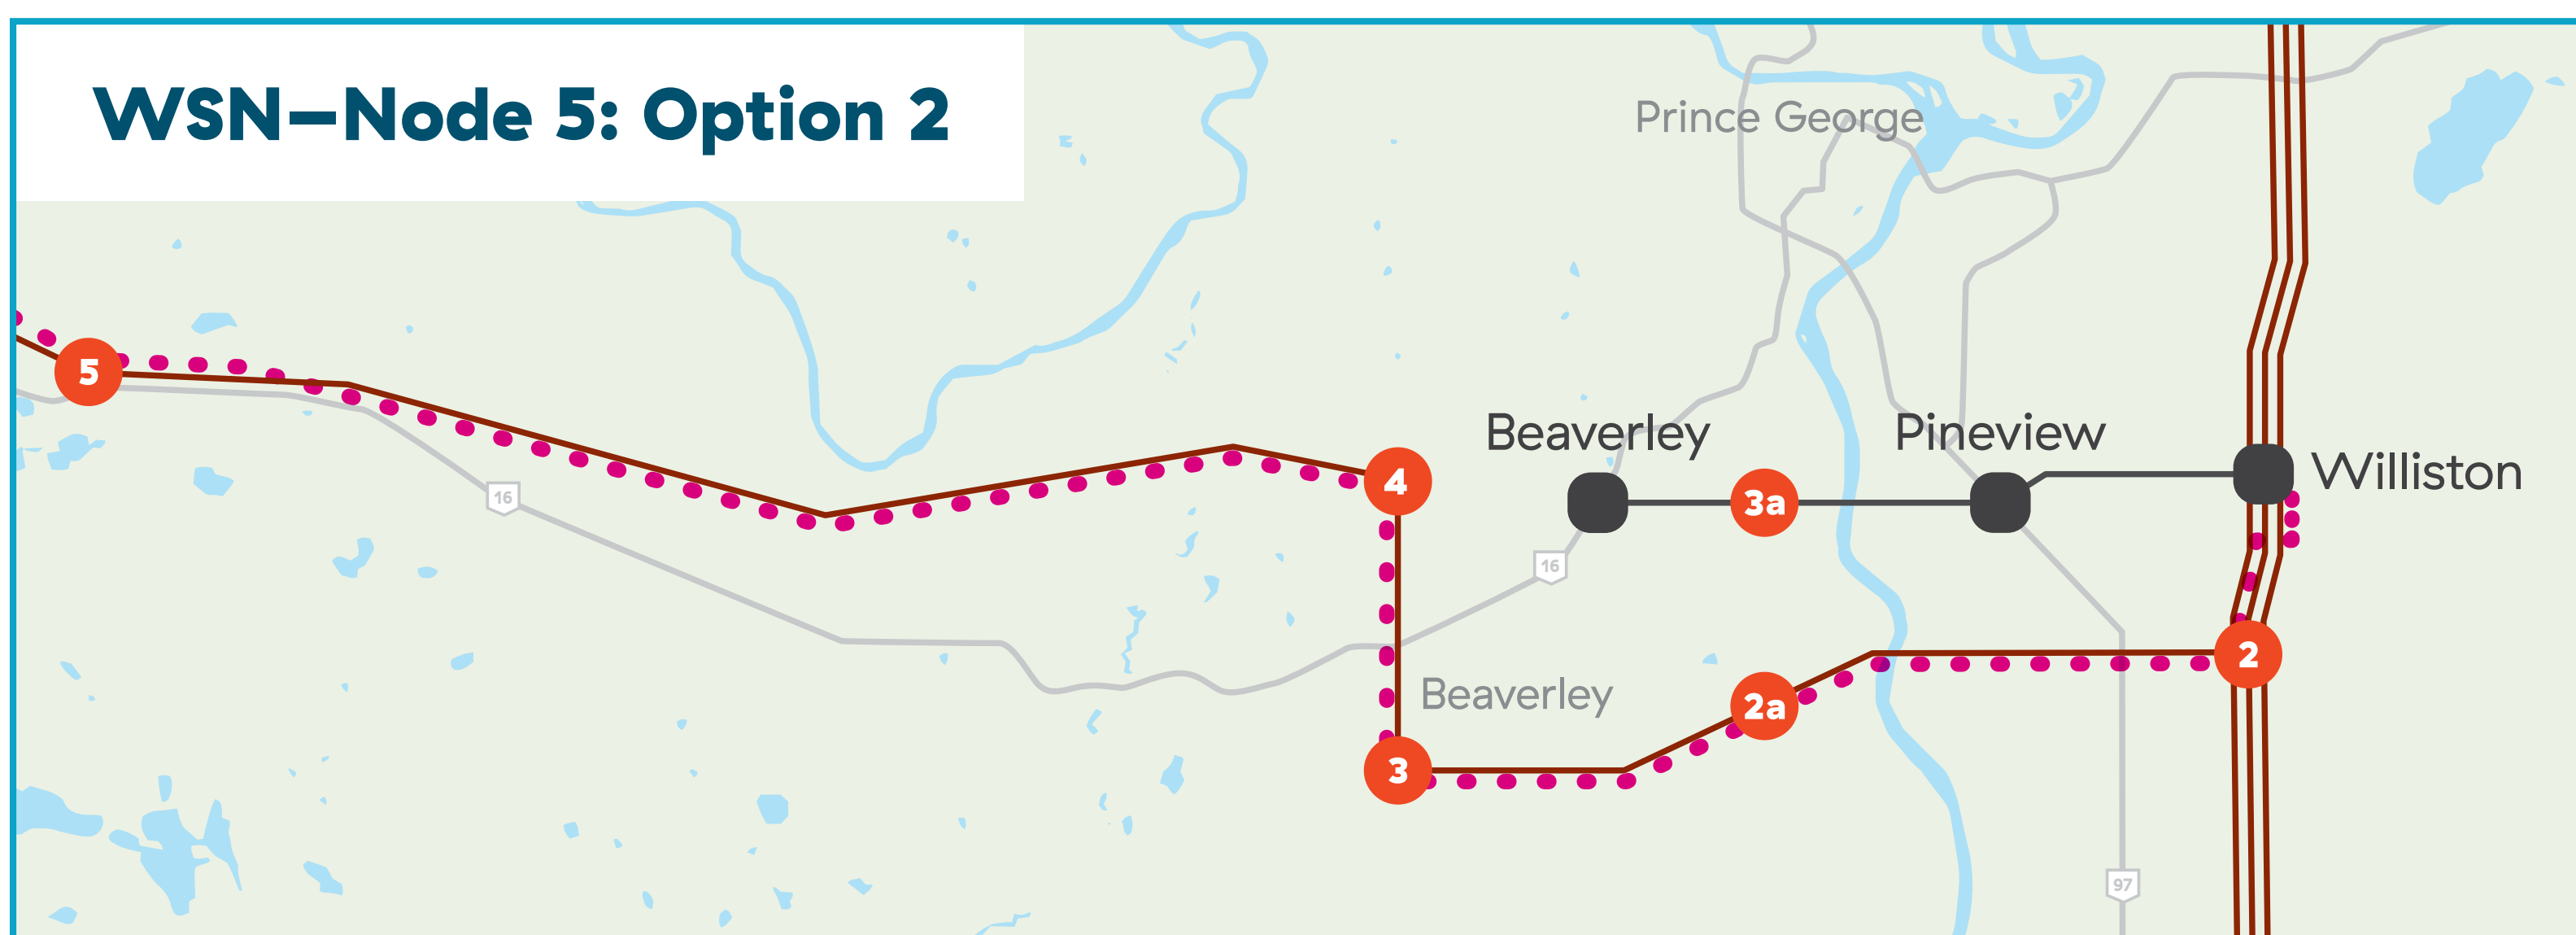 WSN—Node 5: Option 2
Prince George
5
16
4
Beaverley
3a
Pineview
Williston
16
2
Beaverley
2a
3
97